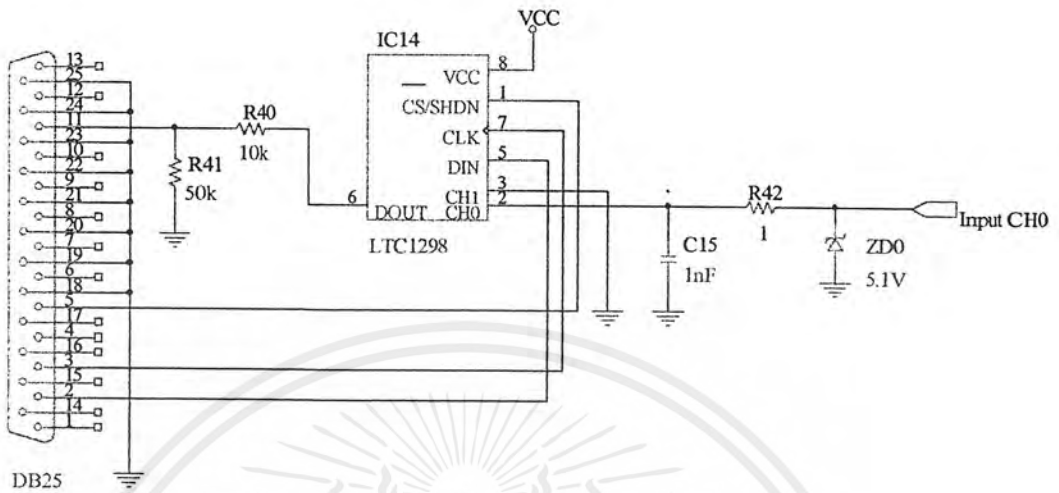 VCC
IC14
13
25
12
24
11
23
10
22
9
21
8
20
7
19
6
18
5
17
4
16
3
15
2
14
1
DB25
R41
50k
R40
10k
6
VCC
8
CS/SHDN
1
CLK
7
DIN
5
CH1
3
DOUT
CH0
2
LTC1298
C15
1nF
R42
1
ZD0
5.1V
Input CH0